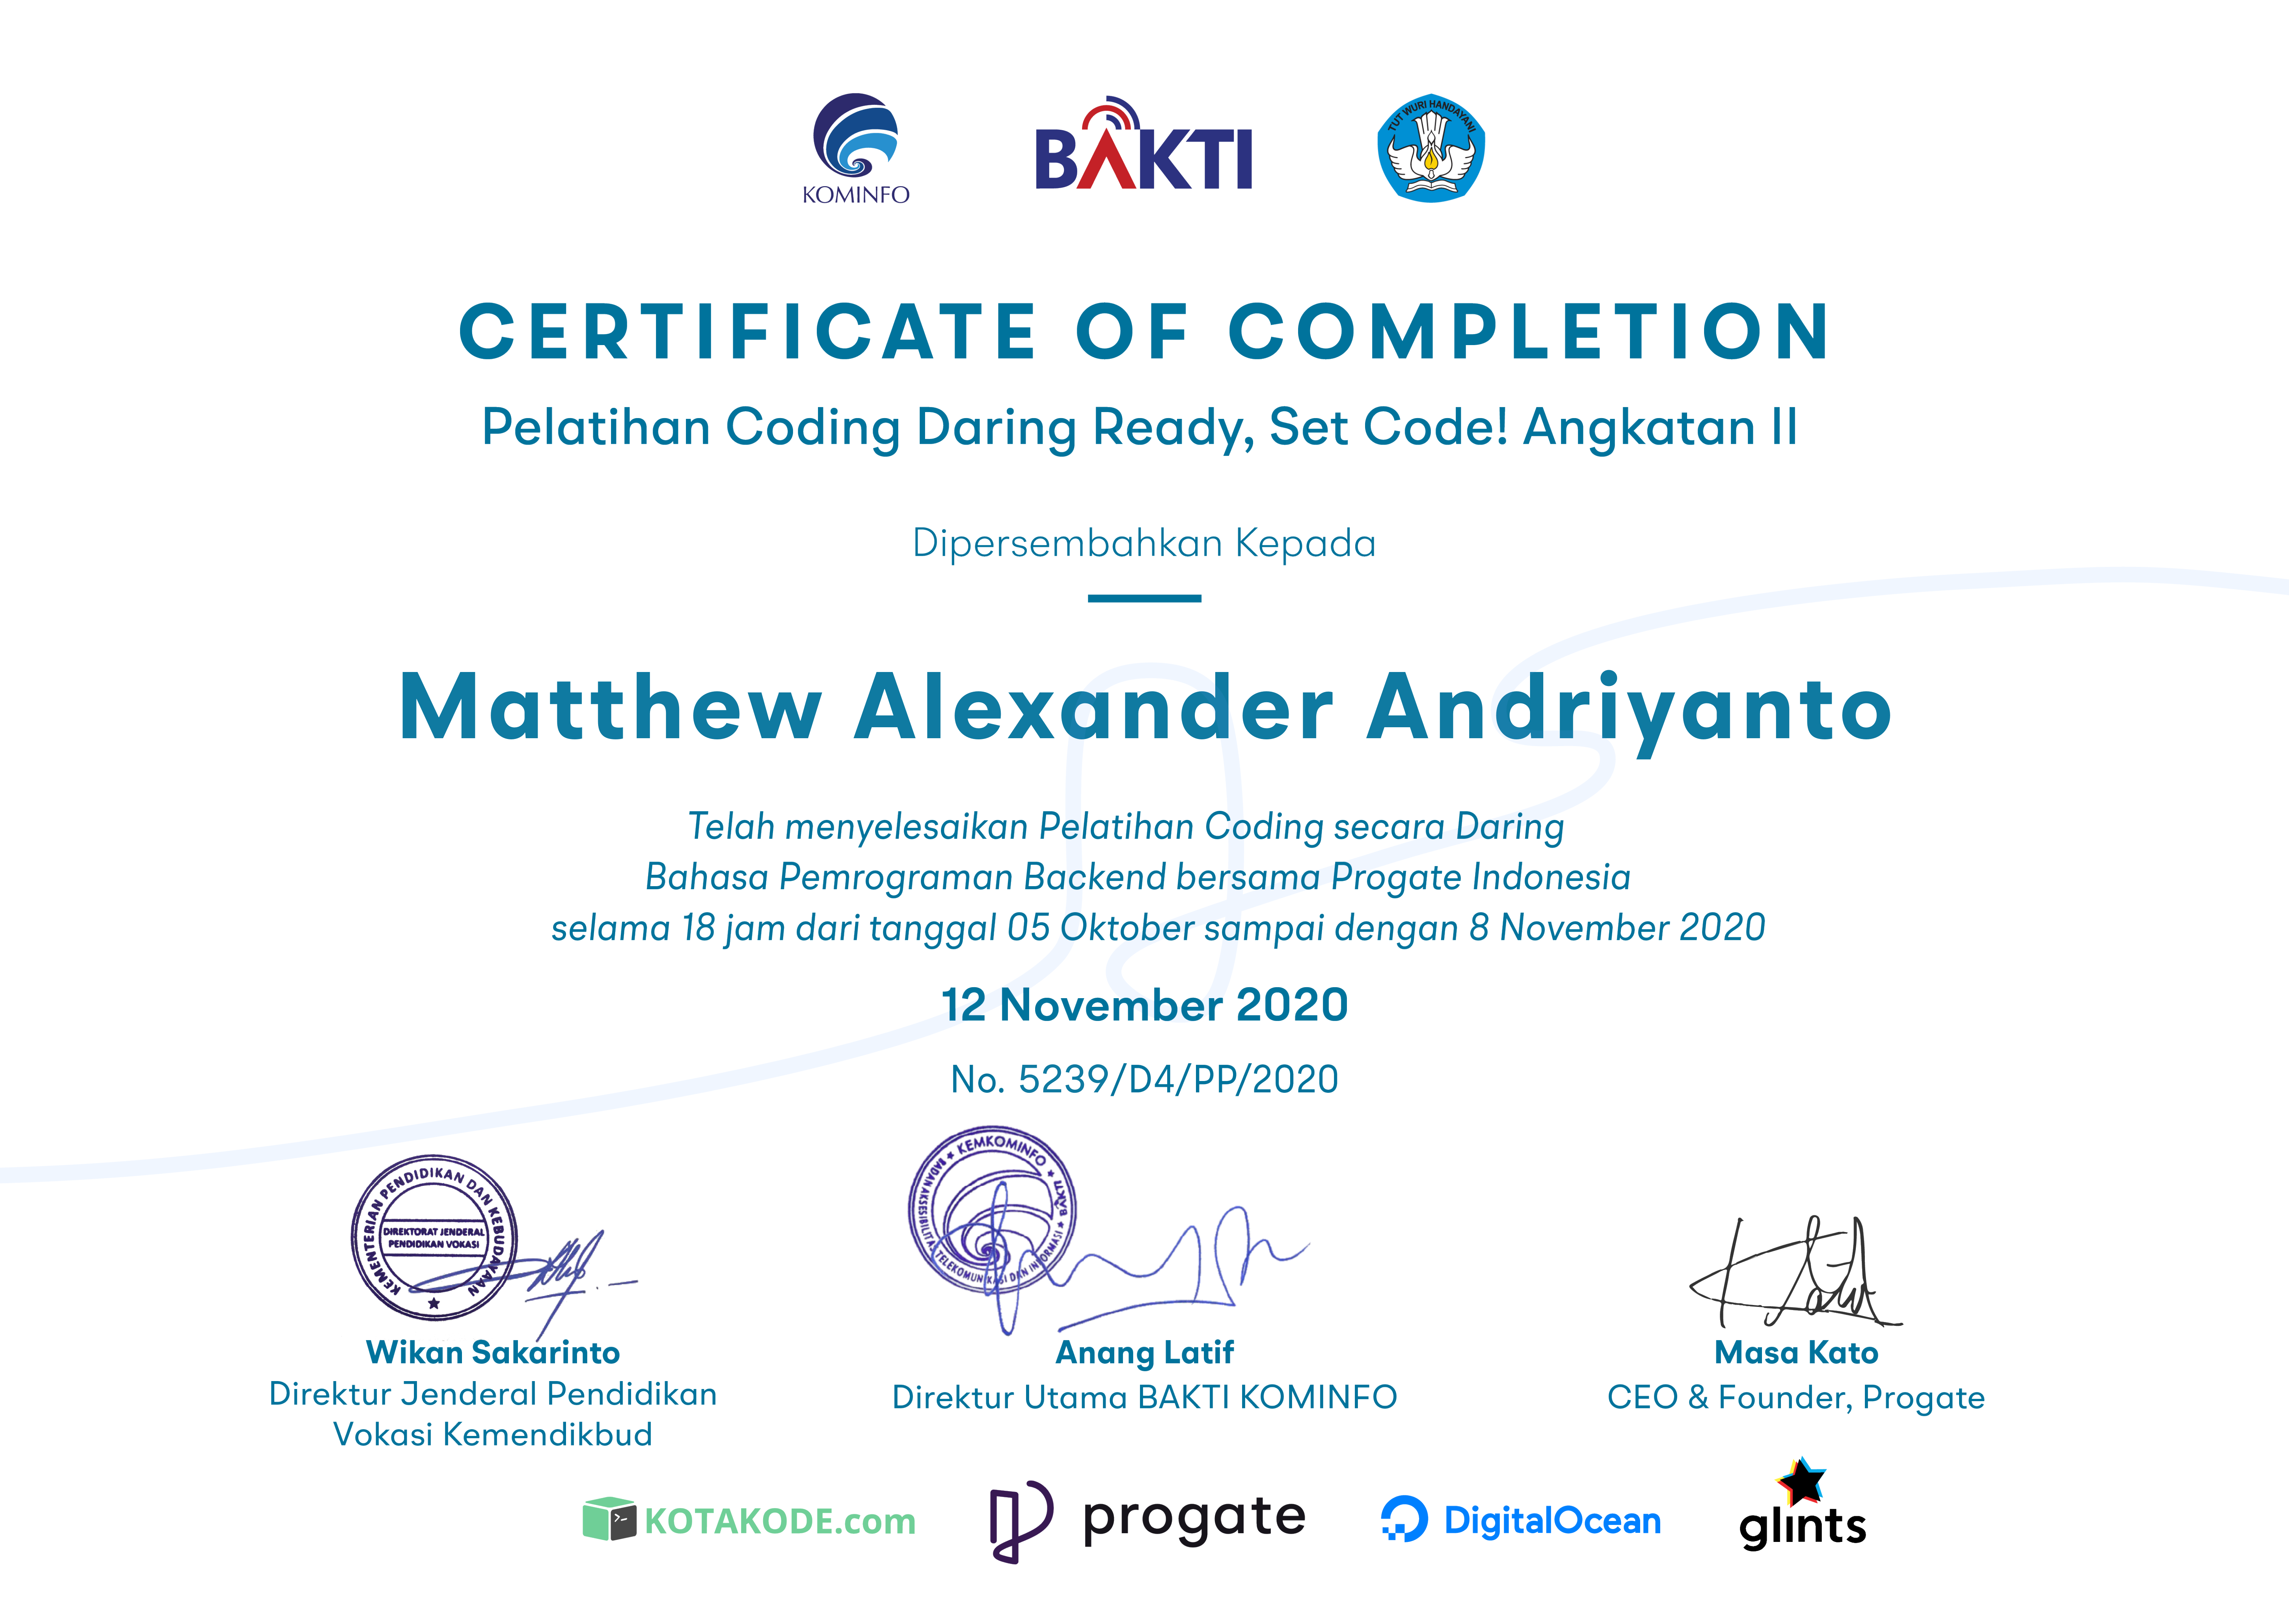 KOMINFO
BAKTI
TUT WURI HANDAYANI
CERTIFICATE OF COMPLETION
Pelatihan Coding Daring Ready, Set Code! Angkatan II
Dipersembahkan Kepada
Matthew Alexander Andriyanto
Telah menyelesaikan Pelatihan Coding secara Daring
Bahasa Pemrograman Backend bersama Progate Indonesia
selama 18 jam dari tanggal 05 Oktober sampai dengan 8 November 2020
12 November 2020
No. 5239/D4/PP/2020
KEMENTERIAN PENDIDIKAN DAN KEBUDAYAAN
DIREKTORAT JENDERAL
PENDIDIKAN VOKASI
KEMKOMINFO ★ BAKTI ★ BADAN AKSESIBILITAS TELEKOMUNIKASI DAN INFORMASI
Wikan Sakarinto
Direktur Jenderal Pendidikan
Vokasi Kemendikbud
Anang Latif
Direktur Utama BAKTI KOMINFO
Masa Kato
CEO & Founder, Progate
KOTAKODE.com
progate
DigitalOcean
glints